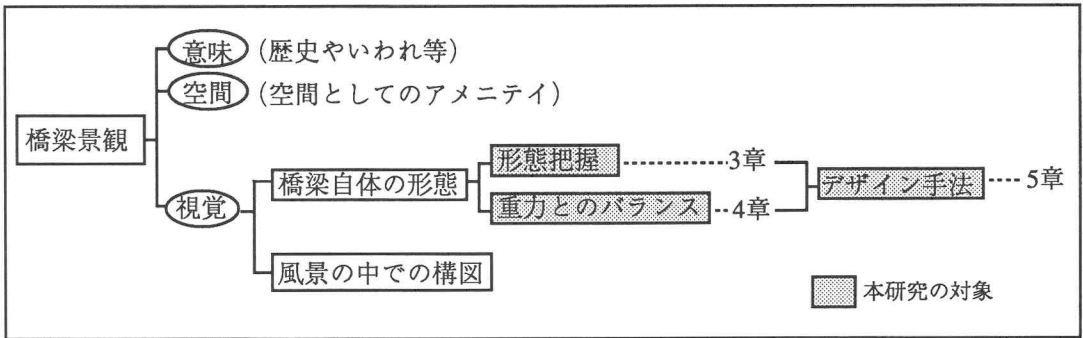 意味 (歴史やいわれ等)
空間 (空間としてのアメニテイ)
橋梁景観
形態把握 3章
橋梁自体の形態 デザイン手法 5章
視覚 重力とのバランス 4章
風景の中での構図
本研究の対象